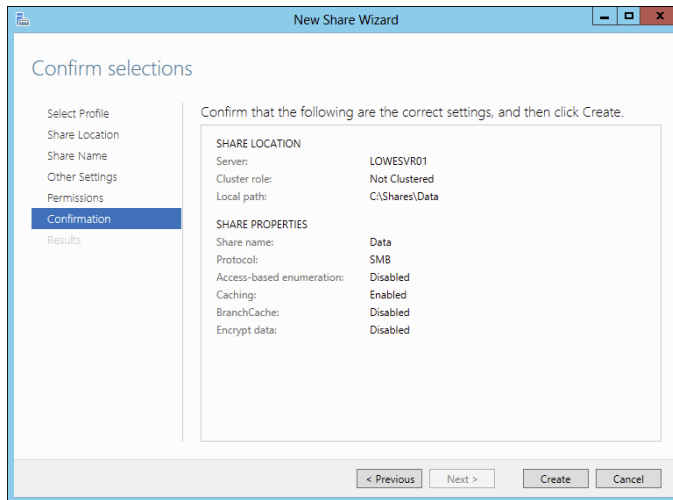 New Share Wizard
Confirm selections
Select Profile
Share Location
Share Name
Other Settings
Permissions
Confirmation
Results
Confirm that the following are the correct settings, and then click Create.
SHARE LOCATION
Server: LOWESVR01
Cluster role: Not Clustered
Local path: C:\Shares\Data
SHARE PROPERTIES
Share name: Data
Protocol: SMB
Access-based enumeration: Disabled
Caching: Enabled
BranchCache: Disabled
Encrypt data: Disabled
< Previous Next > Create Cancel